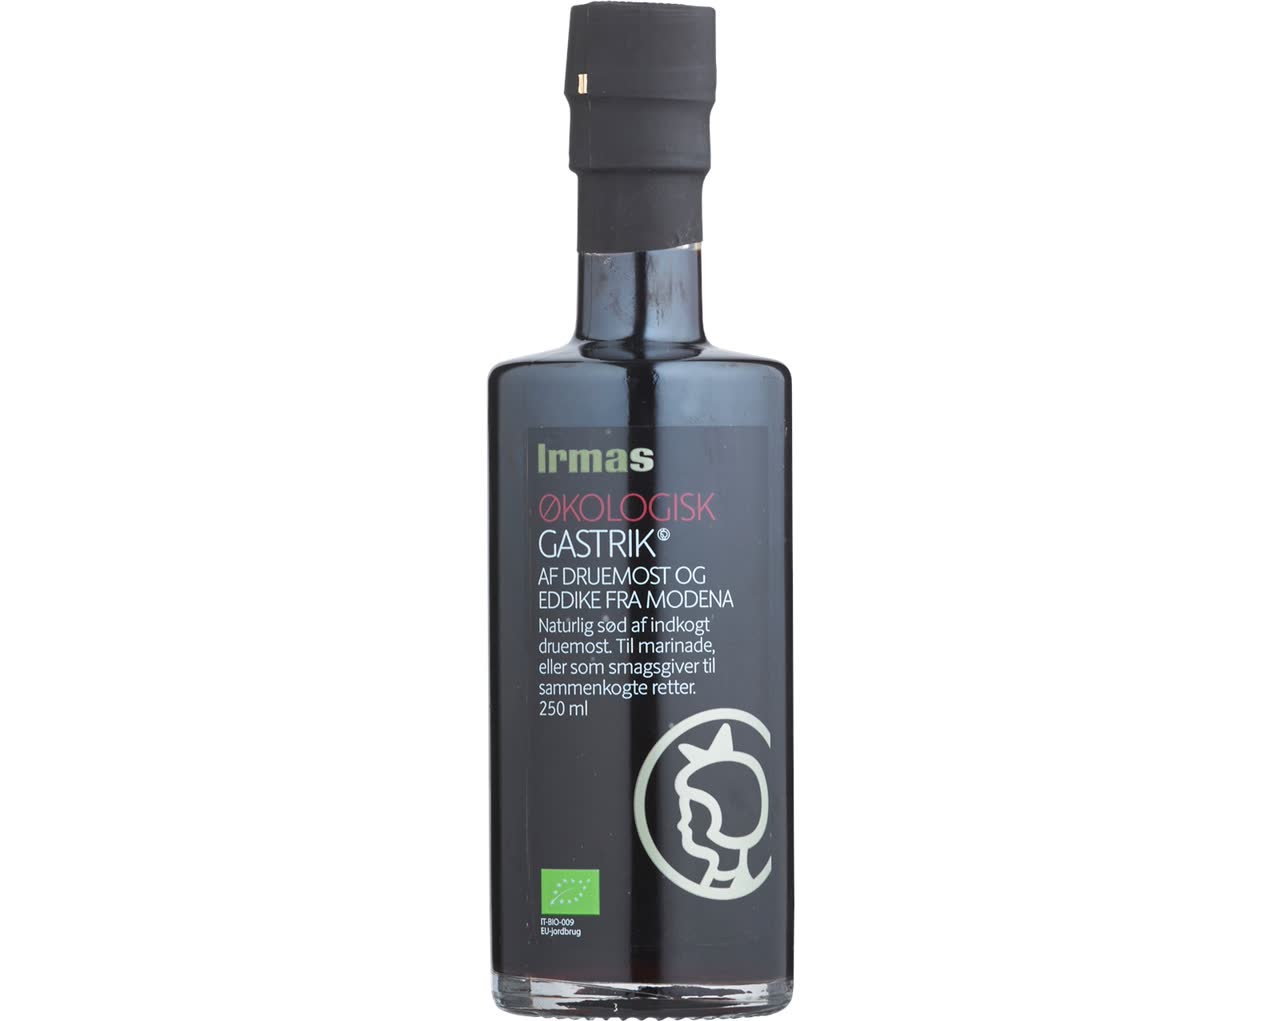 Irmas
ØKOLOGISK
GASTRIK
AF DRUEMOST OG
EDDIKE FRA MODENA
Naturlig sød af indkogt
druemost. Til marinade,
eller som smagsgiver til
sammenkogte retter.
250 ml
IT-BIO-009
EU-jordbrug